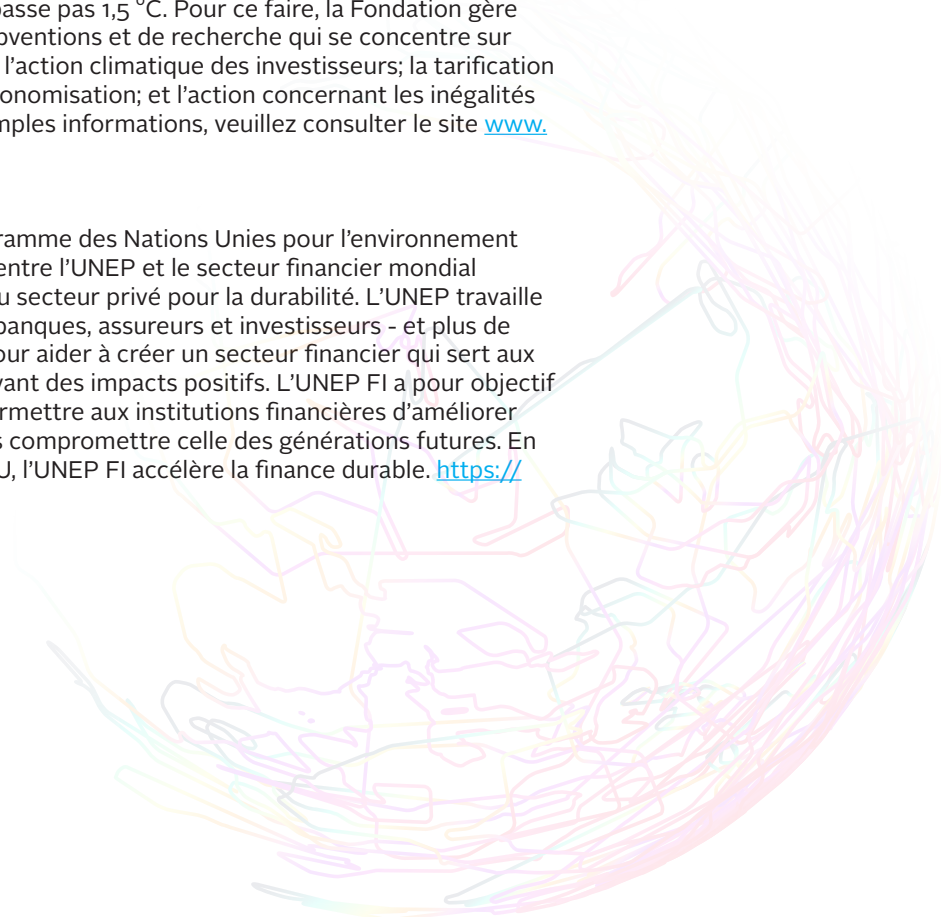 passe pas 1,5 °C. Pour ce faire, la Fondation gère
bventions et de recherche qui se concentre sur
l'action climatique des investisseurs; la tarification
onomisation; et l'action concernant les inégalités
mples informations, veuillez consulter le site www.
ramme des Nations Unies pour l'environnement
entre l'UNEP et le secteur financier mondial
u secteur privé pour la durabilité. L'UNEP travaille
banques, assureurs et investisseurs - et plus de
our aider à créer un secteur financier qui sert aux
yant des impacts positifs. L'UNEP FI a pour objectif
ermettre aux institutions financières d'améliorer
s compromettre celle des générations futures. En
U, l'UNEP FI accélère la finance durable. https://